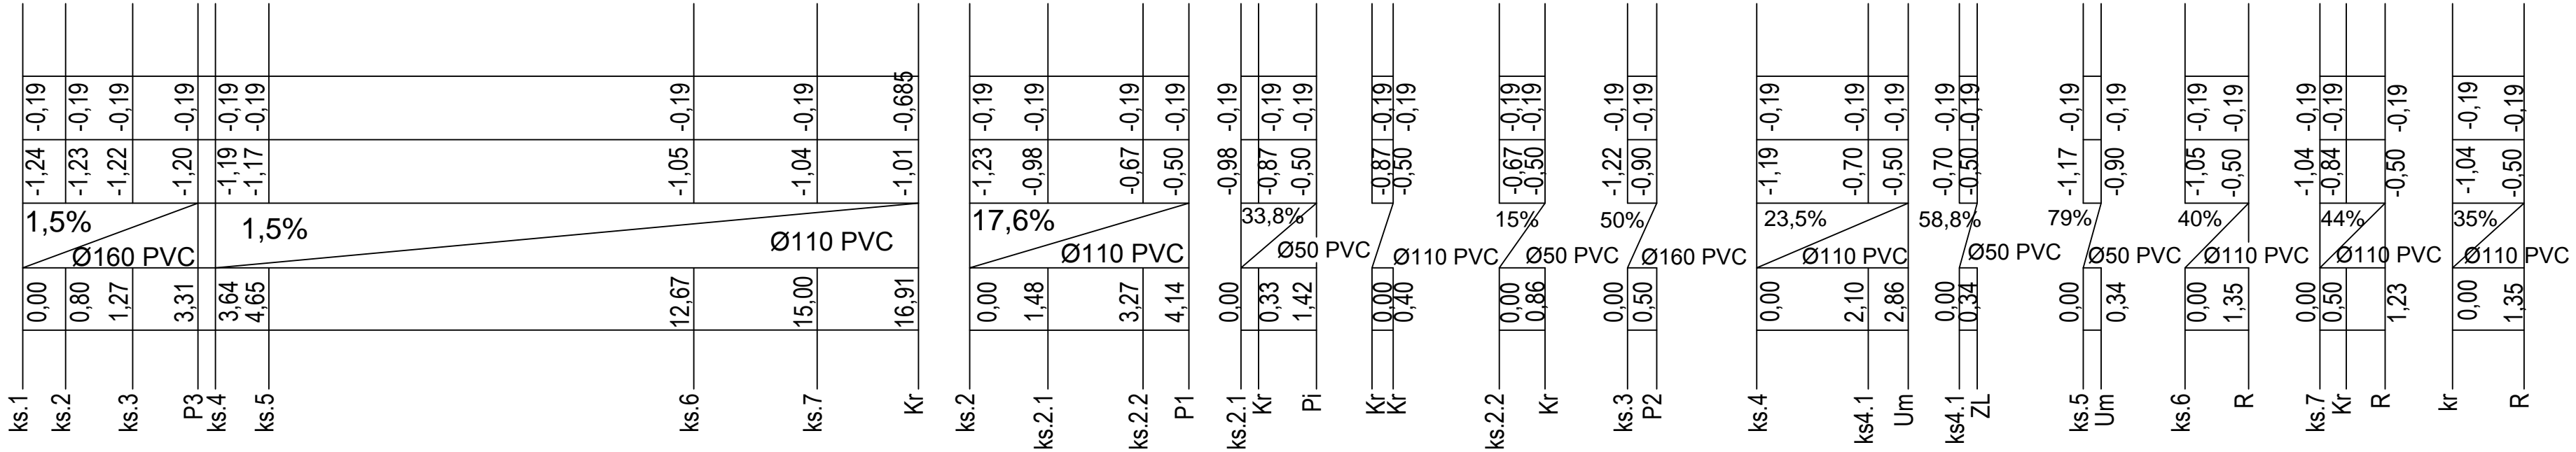 -0,19 -0,19 -0,19 -0,19 -0,19 -0,19 -0,19 -0,19 -0,685 -0,19 -0,19 -0,19 -0,19 -0,19 -0,19 -0,19 -0,19 -0,19 -0,19 -0,19 -0,19 -0,19 -0,19 -0,19 -0,19 -0,19 -0,19 -0,19 -0,19 -0,19 -0,19 -0,19 -0,19 -0,19 -0,19 -0,19
-1,24 -1,23 -1,22 -1,20 -1,19 -1,17 -1,05 -1,04 -1,01 -1,23 -0,98 -0,67 -0,50 -0,98 -0,87 -0,50 -0,87 -0,50 -0,67 -0,50 -1,22 -0,90 -1,19 -0,70 -0,50 -0,70 -0,50 -1,17 -0,90 -1,05 -0,50 -1,04 -0,84 -0,50 -1,04 -0,50
1,5% 1,5% 17,6% 33,8% 15% 50% 23,5% 58,8% 79% 40% 44% 35%
Ø160 PVC Ø110 PVC Ø110 PVC Ø50 PVC Ø110 PVC Ø50 PVC Ø160 PVC Ø110 PVC Ø50 PVC Ø50 PVC Ø110 PVC Ø110 PVC Ø110 PVC
0,00 0,80 1,27 3,31 3,64 4,65 12,67 15,00 16,91 0,00 1,48 3,27 4,14 0,00 0,33 1,42 0,00 0,40 0,00 0,86 0,00 0,50 0,00 2,10 2,86 0,00 0,34 0,00 0,34 0,00 1,35 0,00 0,50 1,23 0,00 1,35
ks.1 ks.2 ks.3 P3 ks.4 ks.5 ks.6 ks.7 Kr ks.2 ks.2.1 ks.2.2 P1 ks.2.1 Kr Pi Kr Kr ks.2.2 Kr ks.3 P2 ks.4 ks4.1 Um ks4.1 ZL ks.5 Um ks.6 R ks.7 Kr R kr R